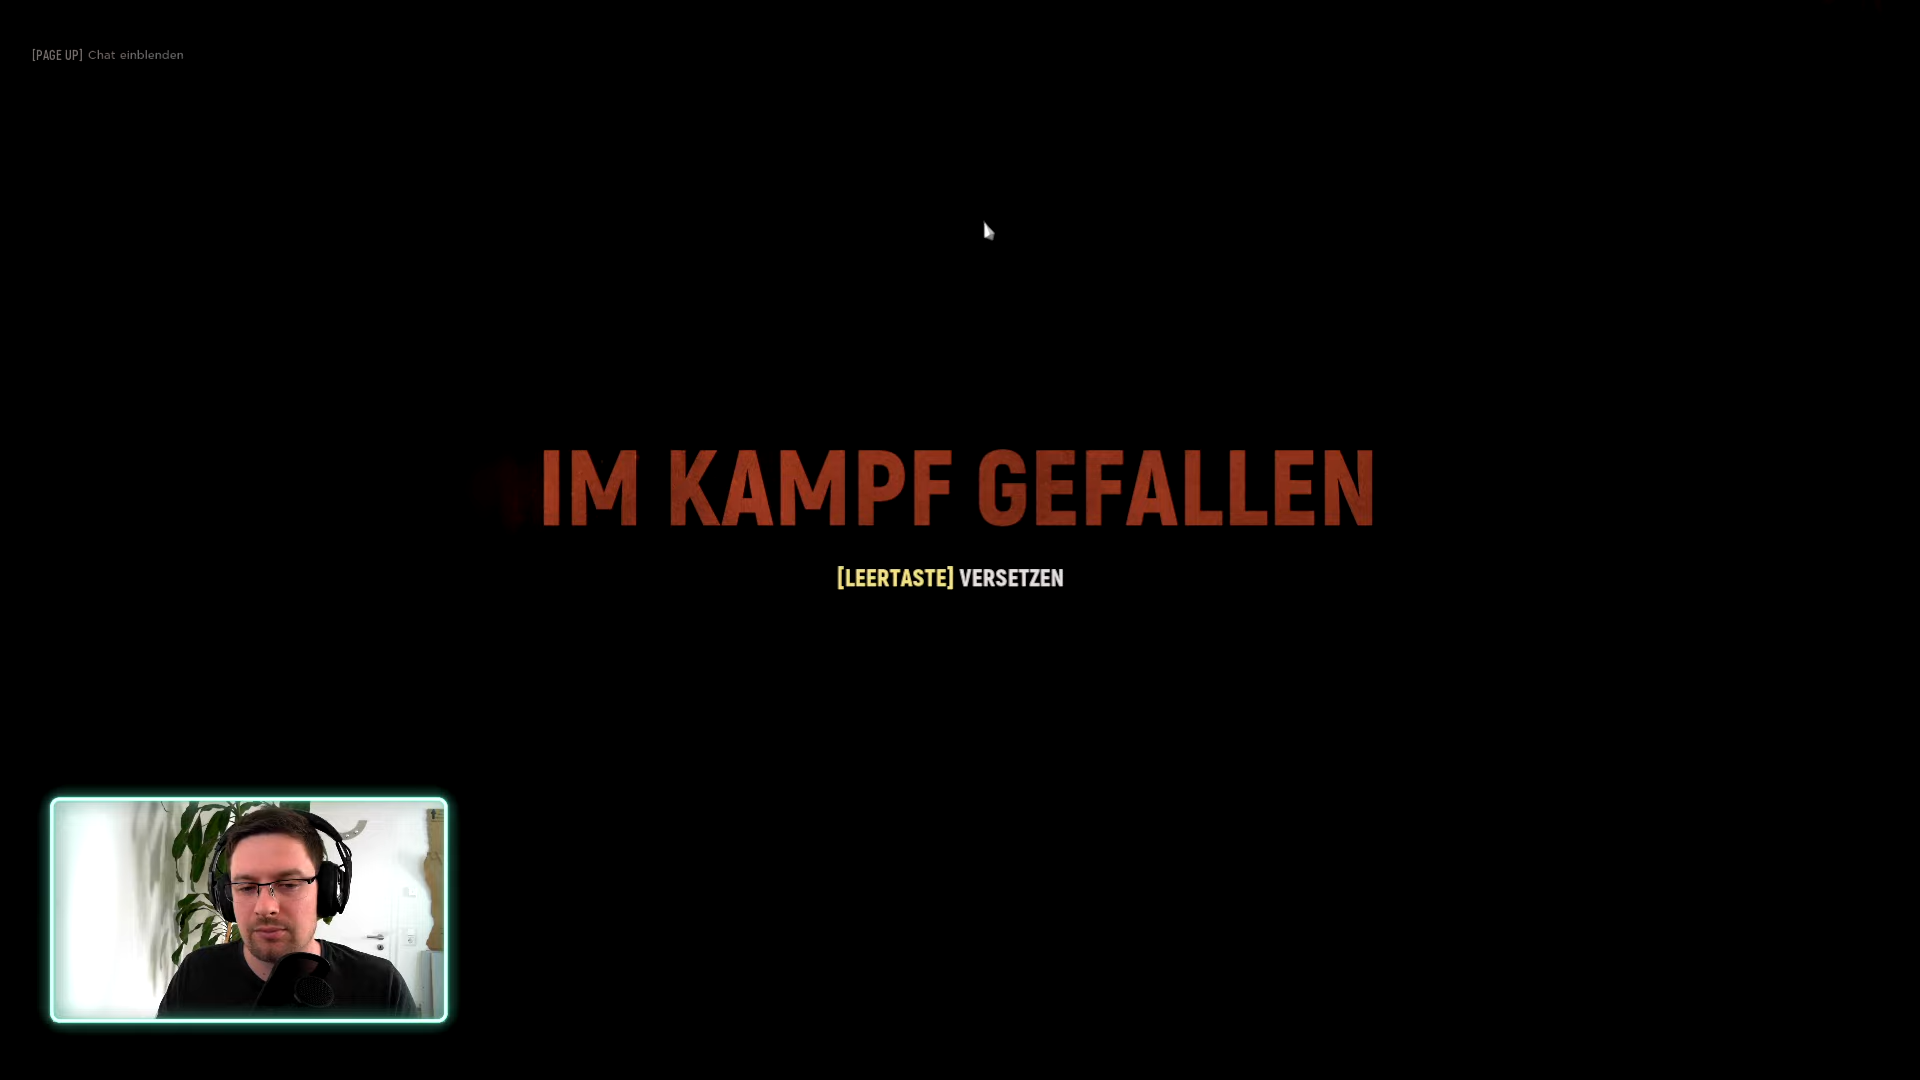 [PAGE UP] Chat einblenden
IM KAMPF GEFALLEN
[LEERTASTE] VERSETZEN